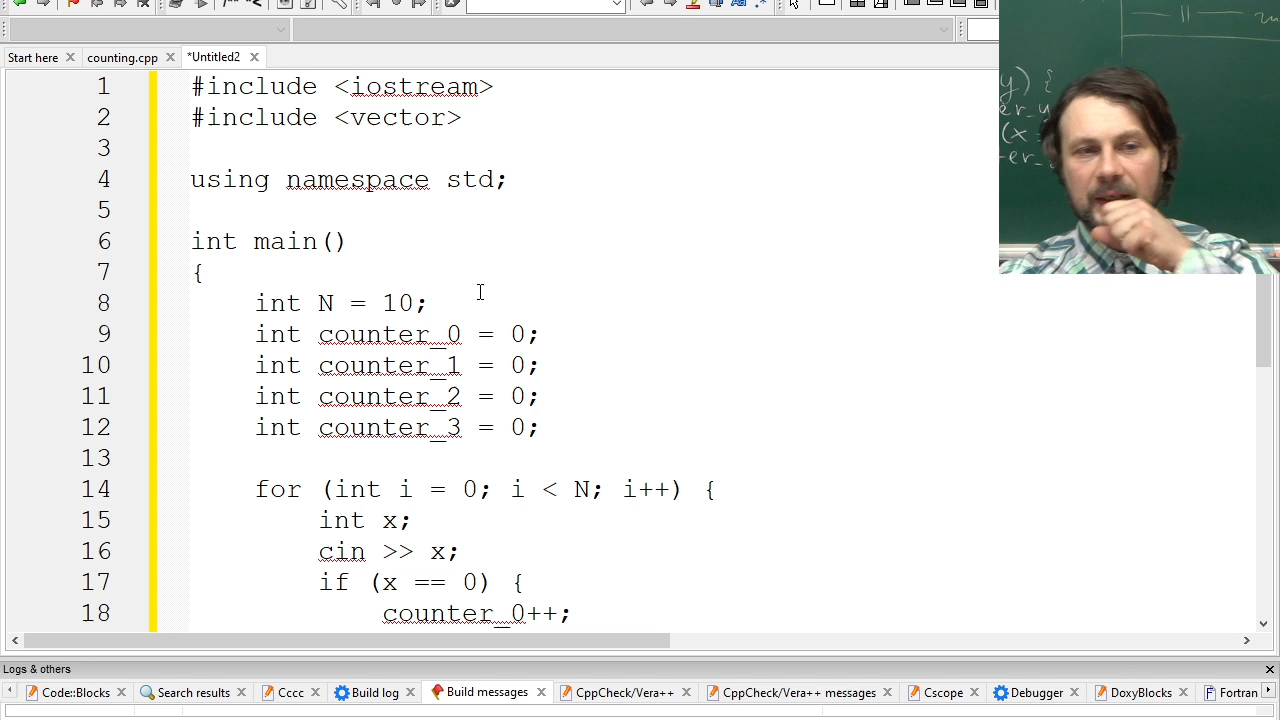 Start here
counting.cpp
*Untitled2
1 #include <iostream>
2 #include <vector>
3
4 using namespace std;
5
6 int main()
7 {
8 int N = 10;
9 int counter_0 = 0;
10 int counter_1 = 0;
11 int counter_2 = 0;
12 int counter_3 = 0;
13
14 for (int i = 0; i < N; i++) {
15 int x;
16 cin >> x;
17 if (x == 0) {
18 counter_0++;
Logs & others
Code::Blocks
Search results
Cccc
Build log
Build messages
CppCheck/Vera++
CppCheck/Vera++ messages
Cscope
Debugger
DoxyBlocks
Fortran